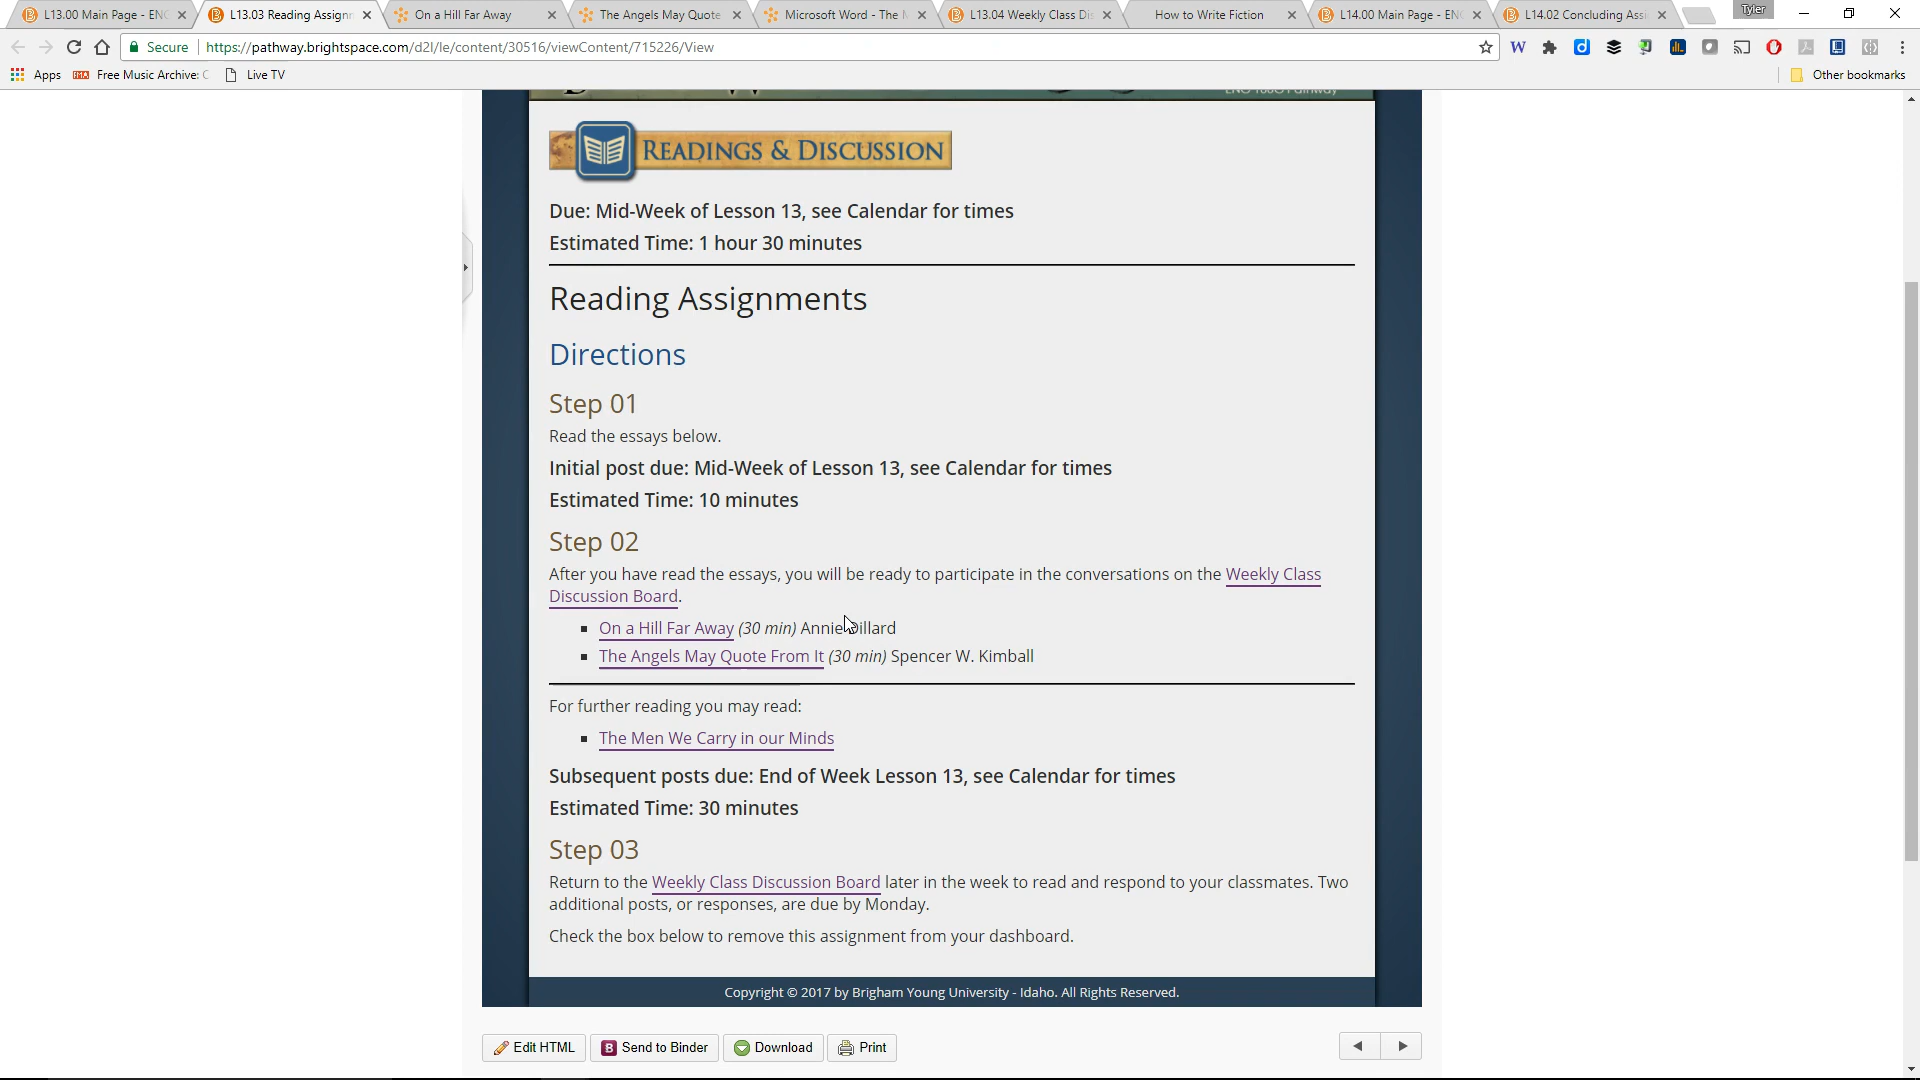 L13.00 Main Page - EN
L13.03 Reading Assignm
On a Hill Far Away
The Angels May Quote
Microsoft Word - The
L13.04 Weekly Class Dis
How to Write Fiction
L14.00 Main Page - EN
L14.02 Concluding Ass
Tyler
Secure
https://pathway.brightspace.com/d2l/le/content/30516/viewContent/715226/View
Apps
Free Music Archive:
Live TV
Other bookmarks
READINGS & DISCUSSION
Due: Mid-Week of Lesson 13, see Calendar for times
Estimated Time: 1 hour 30 minutes
Reading Assignments
Directions
Step 01
Read the essays below.
Initial post due: Mid-Week of Lesson 13, see Calendar for times
Estimated Time: 10 minutes
Step 02
After you have read the essays, you will be ready to participate in the conversations on the Weekly Class
Discussion Board.
On a Hill Far Away (30 min) Annie Dillard
The Angels May Quote From It (30 min) Spencer W. Kimball
For further reading you may read:
The Men We Carry in our Minds
Subsequent posts due: End of Week Lesson 13, see Calendar for times
Estimated Time: 30 minutes
Step 03
Return to the Weekly Class Discussion Board later in the week to read and respond to your classmates. Two
additional posts, or responses, are due by Monday.
Check the box below to remove this assignment from your dashboard.
Copyright © 2017 by Brigham Young University - Idaho. All Rights Reserved.
Edit HTML
Send to Binder
Download
Print